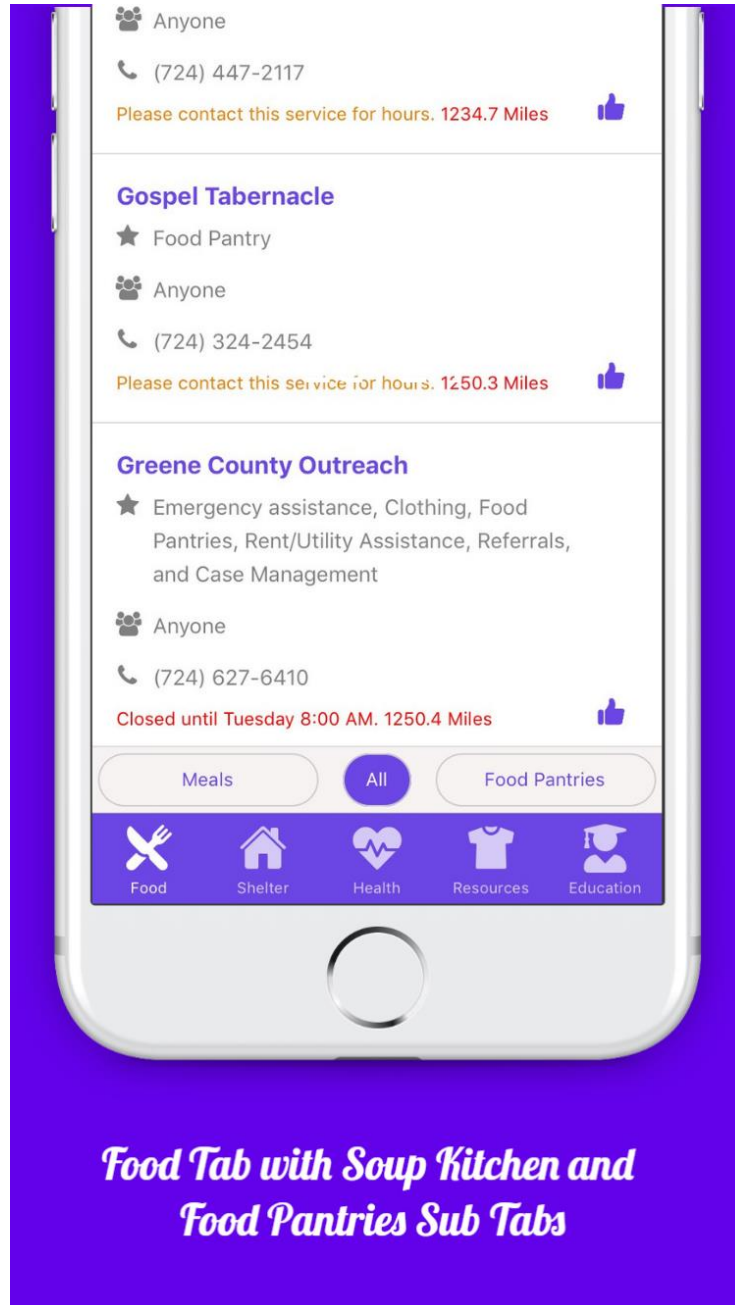 Anyone
(724) 447-2117
Please contact this service for hours. 1234.7 Miles
Gospel Tabernacle
Food Pantry
Anyone
(724) 324-2454
Please contact this service for hours. 1250.3 Miles
Greene County Outreach
Emergency assistance, Clothing, Food
Pantries, Rent/Utility Assistance, Referrals,
and Case Management
Anyone
(724) 627-6410
Closed until Tuesday 8:00 AM. 1250.4 Miles
Meals All Food Pantries
Food Shelter Health Resources Education
Food Tab with Soup Kitchen and
Food Pantries Sub Tabs